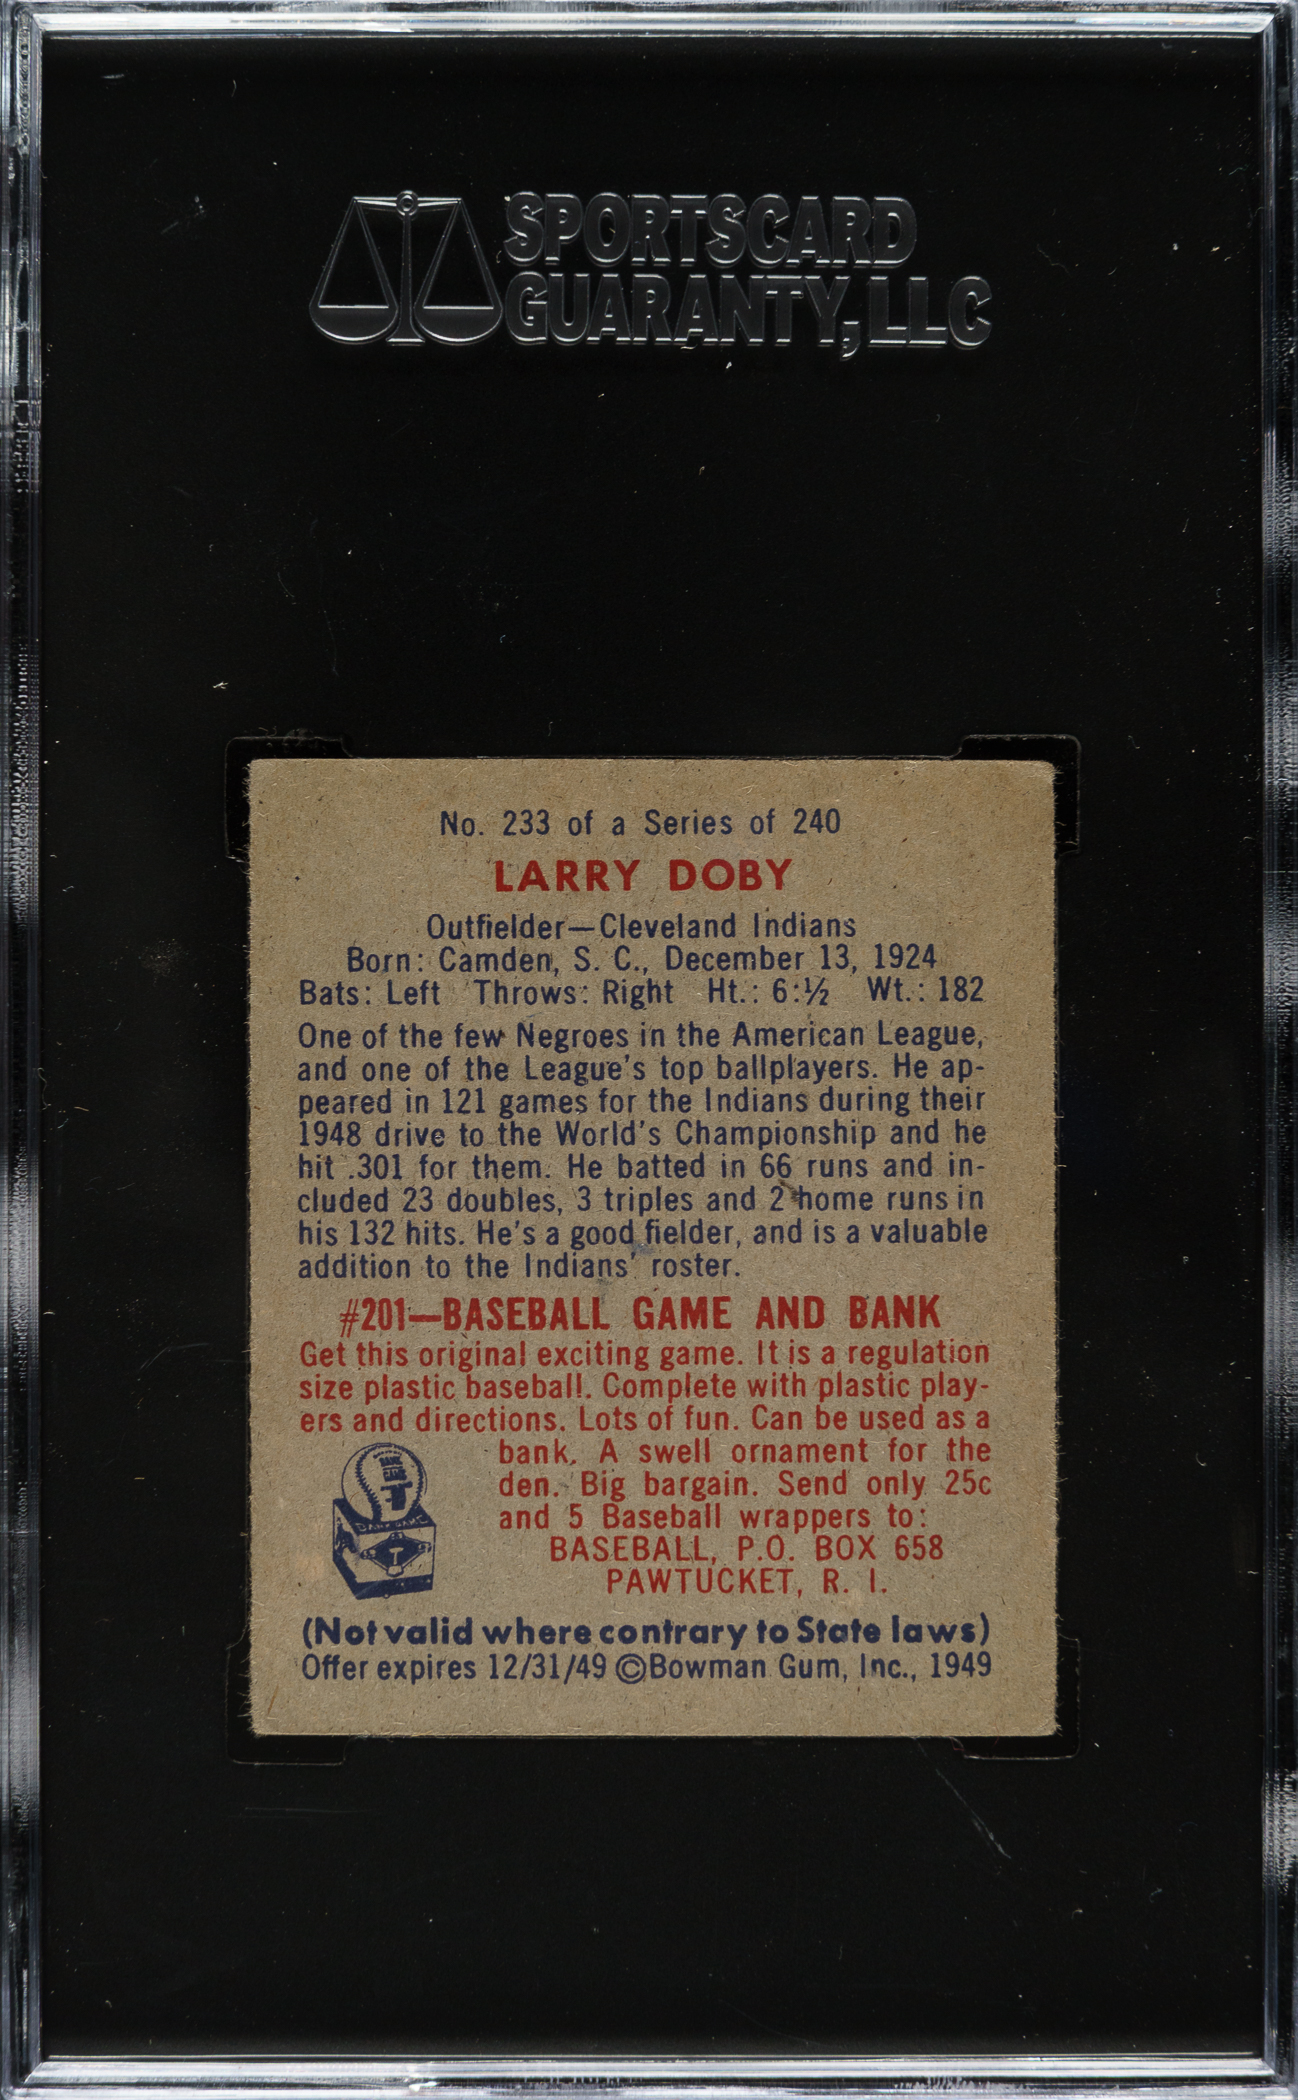 SPORTSCARD
GUARANTY, LLC
No. 233 of a Series of 240
LARRY DOBY
Outfielder—Cleveland Indians
Born: Camden, S. C., December 13, 1924
Bats: Left Throws: Right Ht.: 6:½ Wt.: 182
One of the few Negroes in the American League,
and one of the League's top ballplayers. He ap-
peared in 121 games for the Indians during their
1948 drive to the World's Championship and he
hit .301 for them. He batted in 66 runs and in-
cluded 23 doubles, 3 triples and 2 home runs in
his 132 hits. He's a good fielder, and is a valuable
addition to the Indians' roster.
#201—BASEBALL GAME AND BANK
Get this original exciting game. It is a regulation
size plastic baseball. Complete with plastic play-
ers and directions. Lots of fun. Can be used as a
bank. A swell ornament for the
den. Big bargain. Send only 25c
and 5 Baseball wrappers to:
BASEBALL, P.O. BOX 658
PAWTUCKET, R. I.
BANK
GAME
BANK GAME
(Not valid where contrary to State laws)
Offer expires 12/31/49 ©Bowman Gum, Inc., 1949